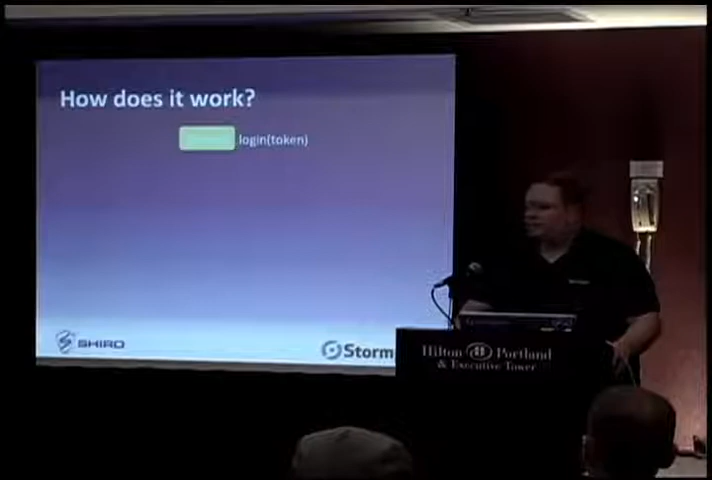 How does it work?
.login(token)
SHIRO
Storm
Hilton Portland
& Executive Tower